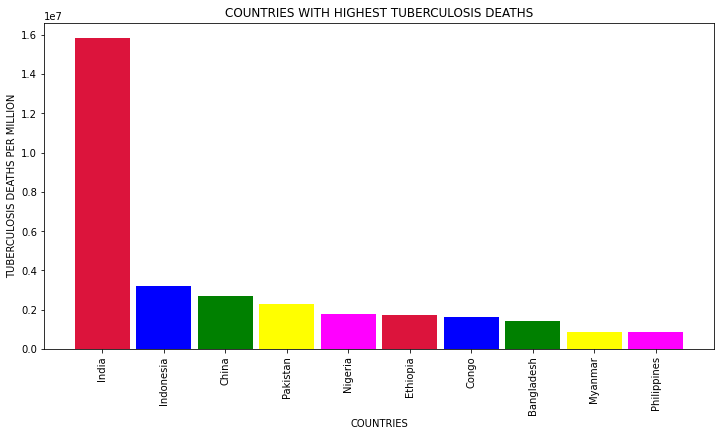 COUNTRIES WITH HIGHEST TUBERCULOSIS DEATHS
1e7
TUBERCULOSIS DEATHS PER MILLION
1.6
1.4
1.2
1.0
0.8
0.6
0.4
0.2
0.0
India
Indonesia
China
Pakistan
Nigeria
Ethiopia
Congo
Bangladesh
Myanmar
Philippines
COUNTRIES